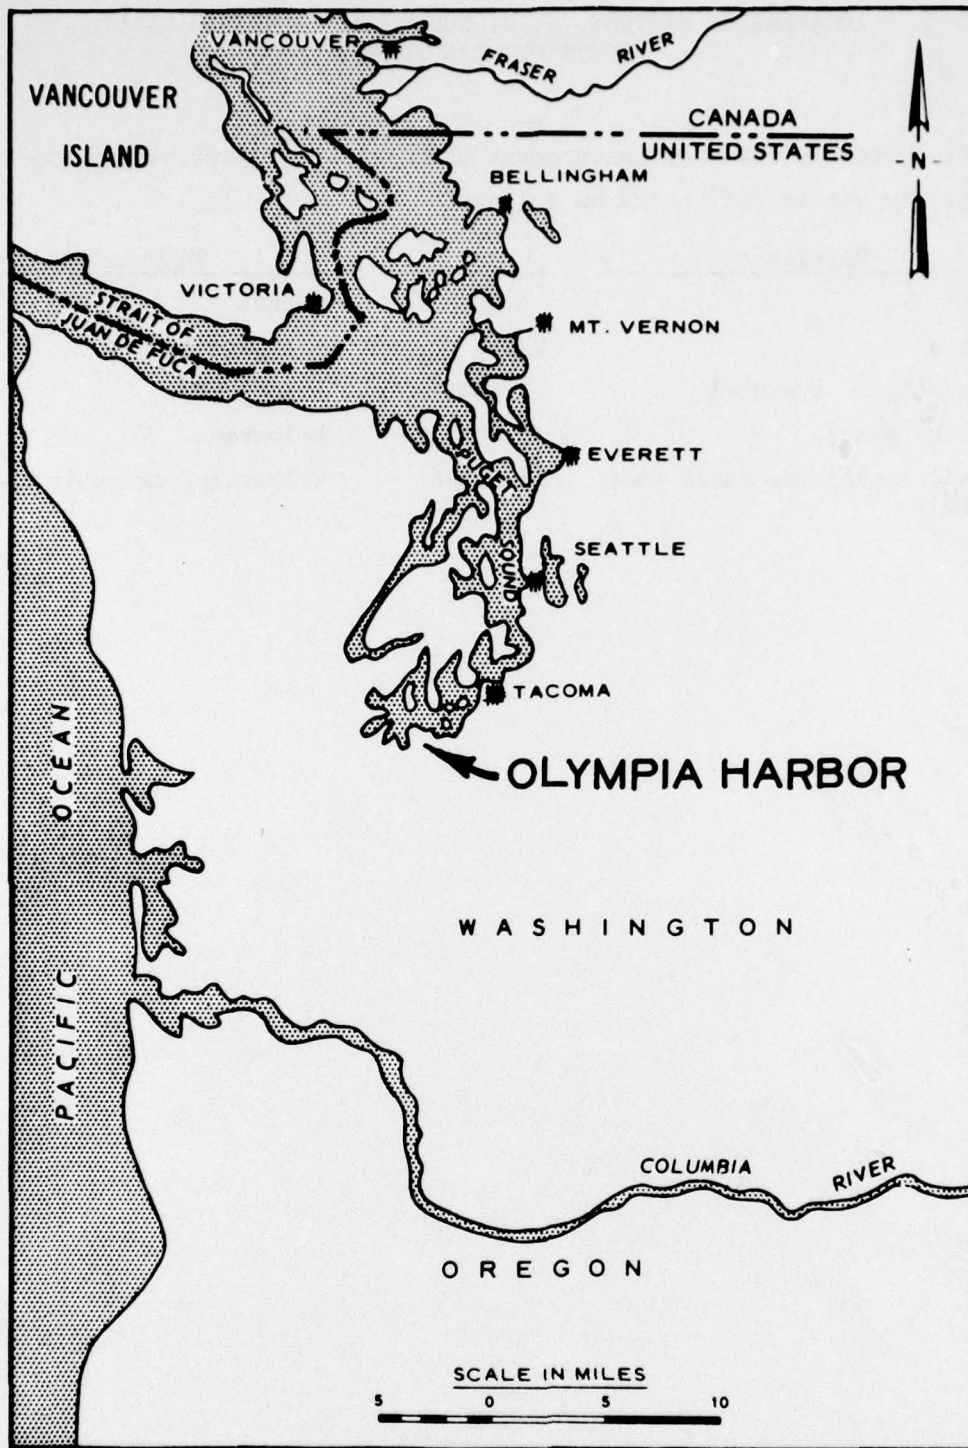 VANCOUVER
FRASER RIVER
VANCOUVER
ISLAND
CANADA
UNITED STATES
- N -
BELLINGHAM
VICTORIA
STRAIT OF
JUAN DE FUCA
MT. VERNON
PUGET SOUND
EVERETT
SEATTLE
TACOMA
OLYMPIA HARBOR
PACIFIC OCEAN
WASHINGTON
COLUMBIA RIVER
OREGON
SCALE IN MILES
5 0 5 10